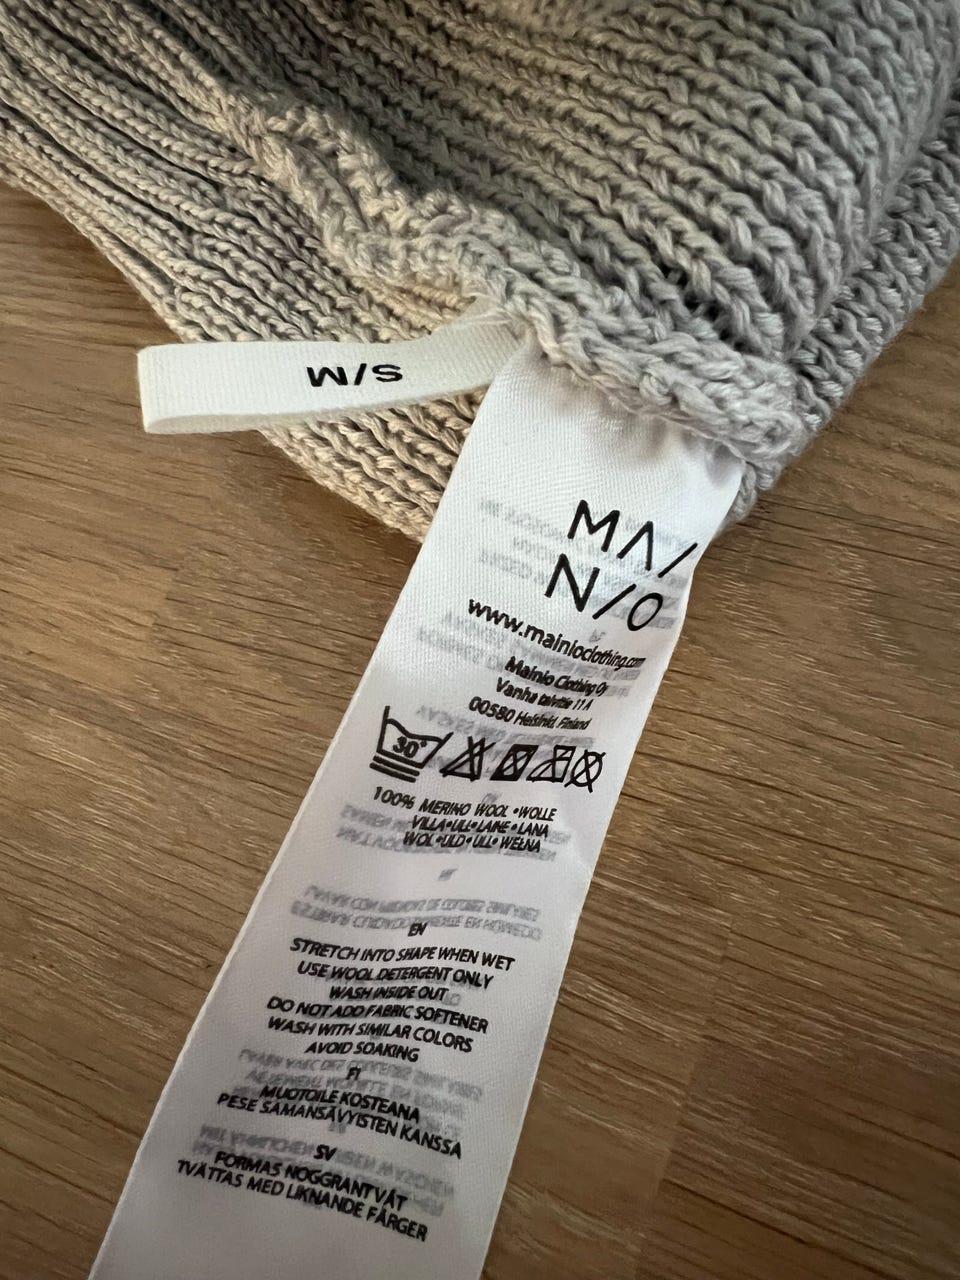 S/M
MA/
N/O
www.mainioclothing.com
Mainio Clothing Oy
Vanha talvitie 11 A
00580 Helsinki, Finland
30°
100% MERINO WOOL •WOLLE
VILLA•ULL•LAINE•LANA
WOL•ULD•ULL•WEŁNA
EN
STRETCH INTO SHAPE WHEN WET
USE WOOL DETERGENT ONLY
WASH INSIDE OUT
DO NOT ADD FABRIC SOFTENER
WASH WITH SIMILAR COLORS
AVOID SOAKING
FI
MUOTOILE KOSTEANA
PESE SAMANSÄVYISTEN KANSSA
SV
FORMAS NOGGRANT VÅT
TVÄTTAS MED LIKNANDE FÄRGER